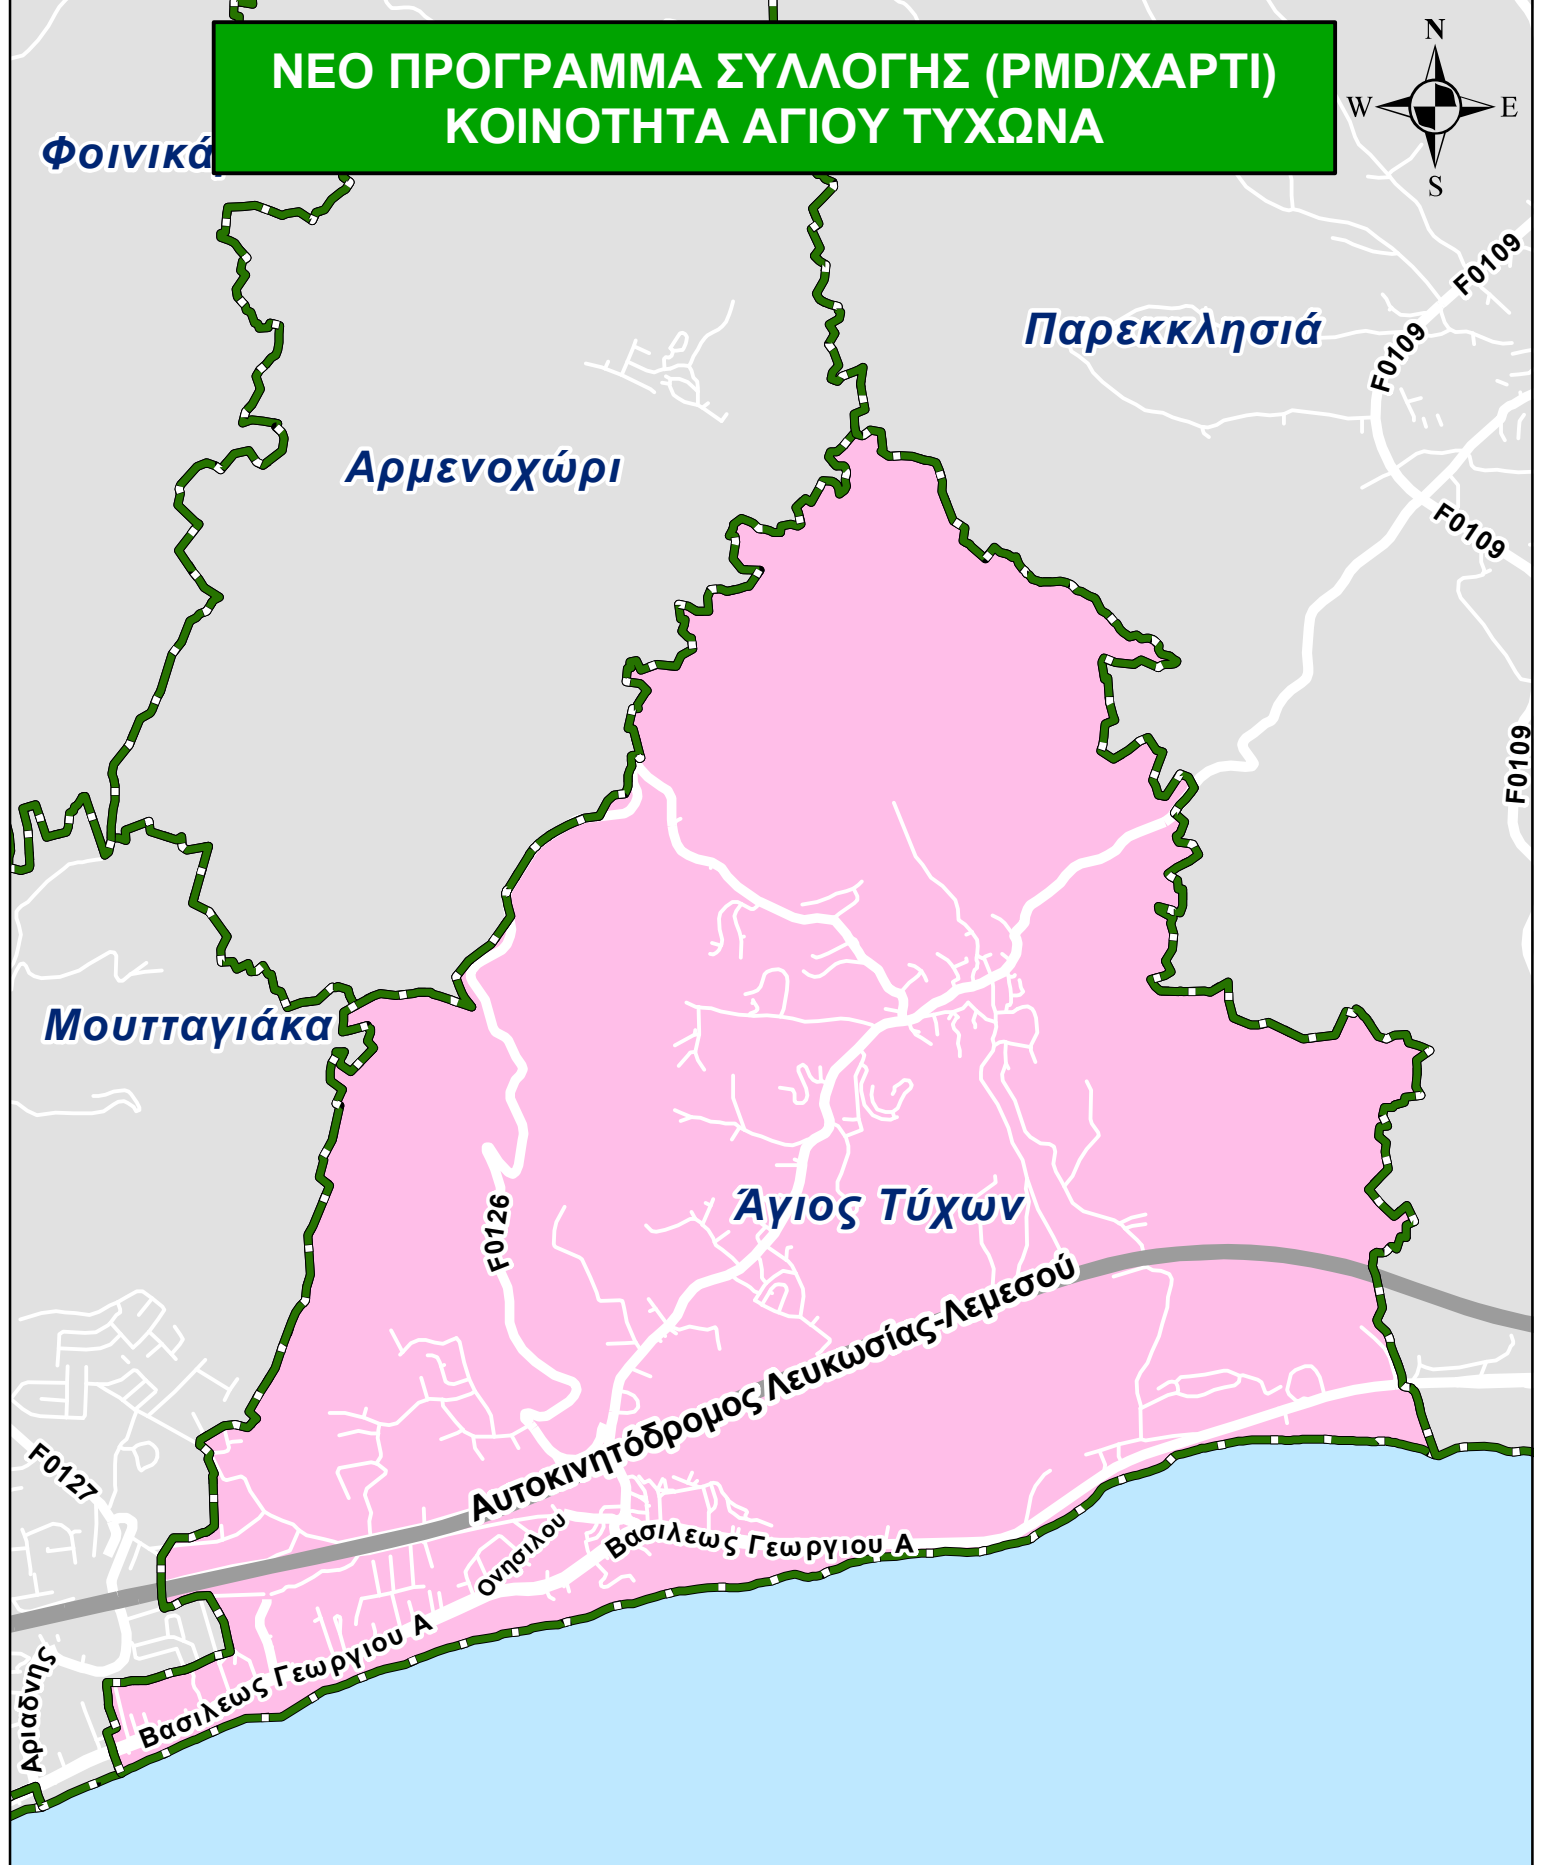 ΝΕΟ ΠΡΟΓΡΑΜΜΑ ΣΥΛΛΟΓΗΣ (PMD/ΧΑΡΤΙ)
ΚΟΙΝΟΤΗΤΑ ΑΓΙΟΥ ΤΥΧΩΝΑ
N
W
E
S
F0109
Παρεκκλησιά
F0109
Αρμενοχώρι
F0109
F0109
Μουτταγιάκα
Άγιος Τύχων
F0126
Αυτοκινητόδρομος Λευκωσίας-Λεμεσού
F0127
Ονησιλου
Βασιλεως Γεωργιου Α
Βασιλεως Γεωργιου Α
Αριαδνης